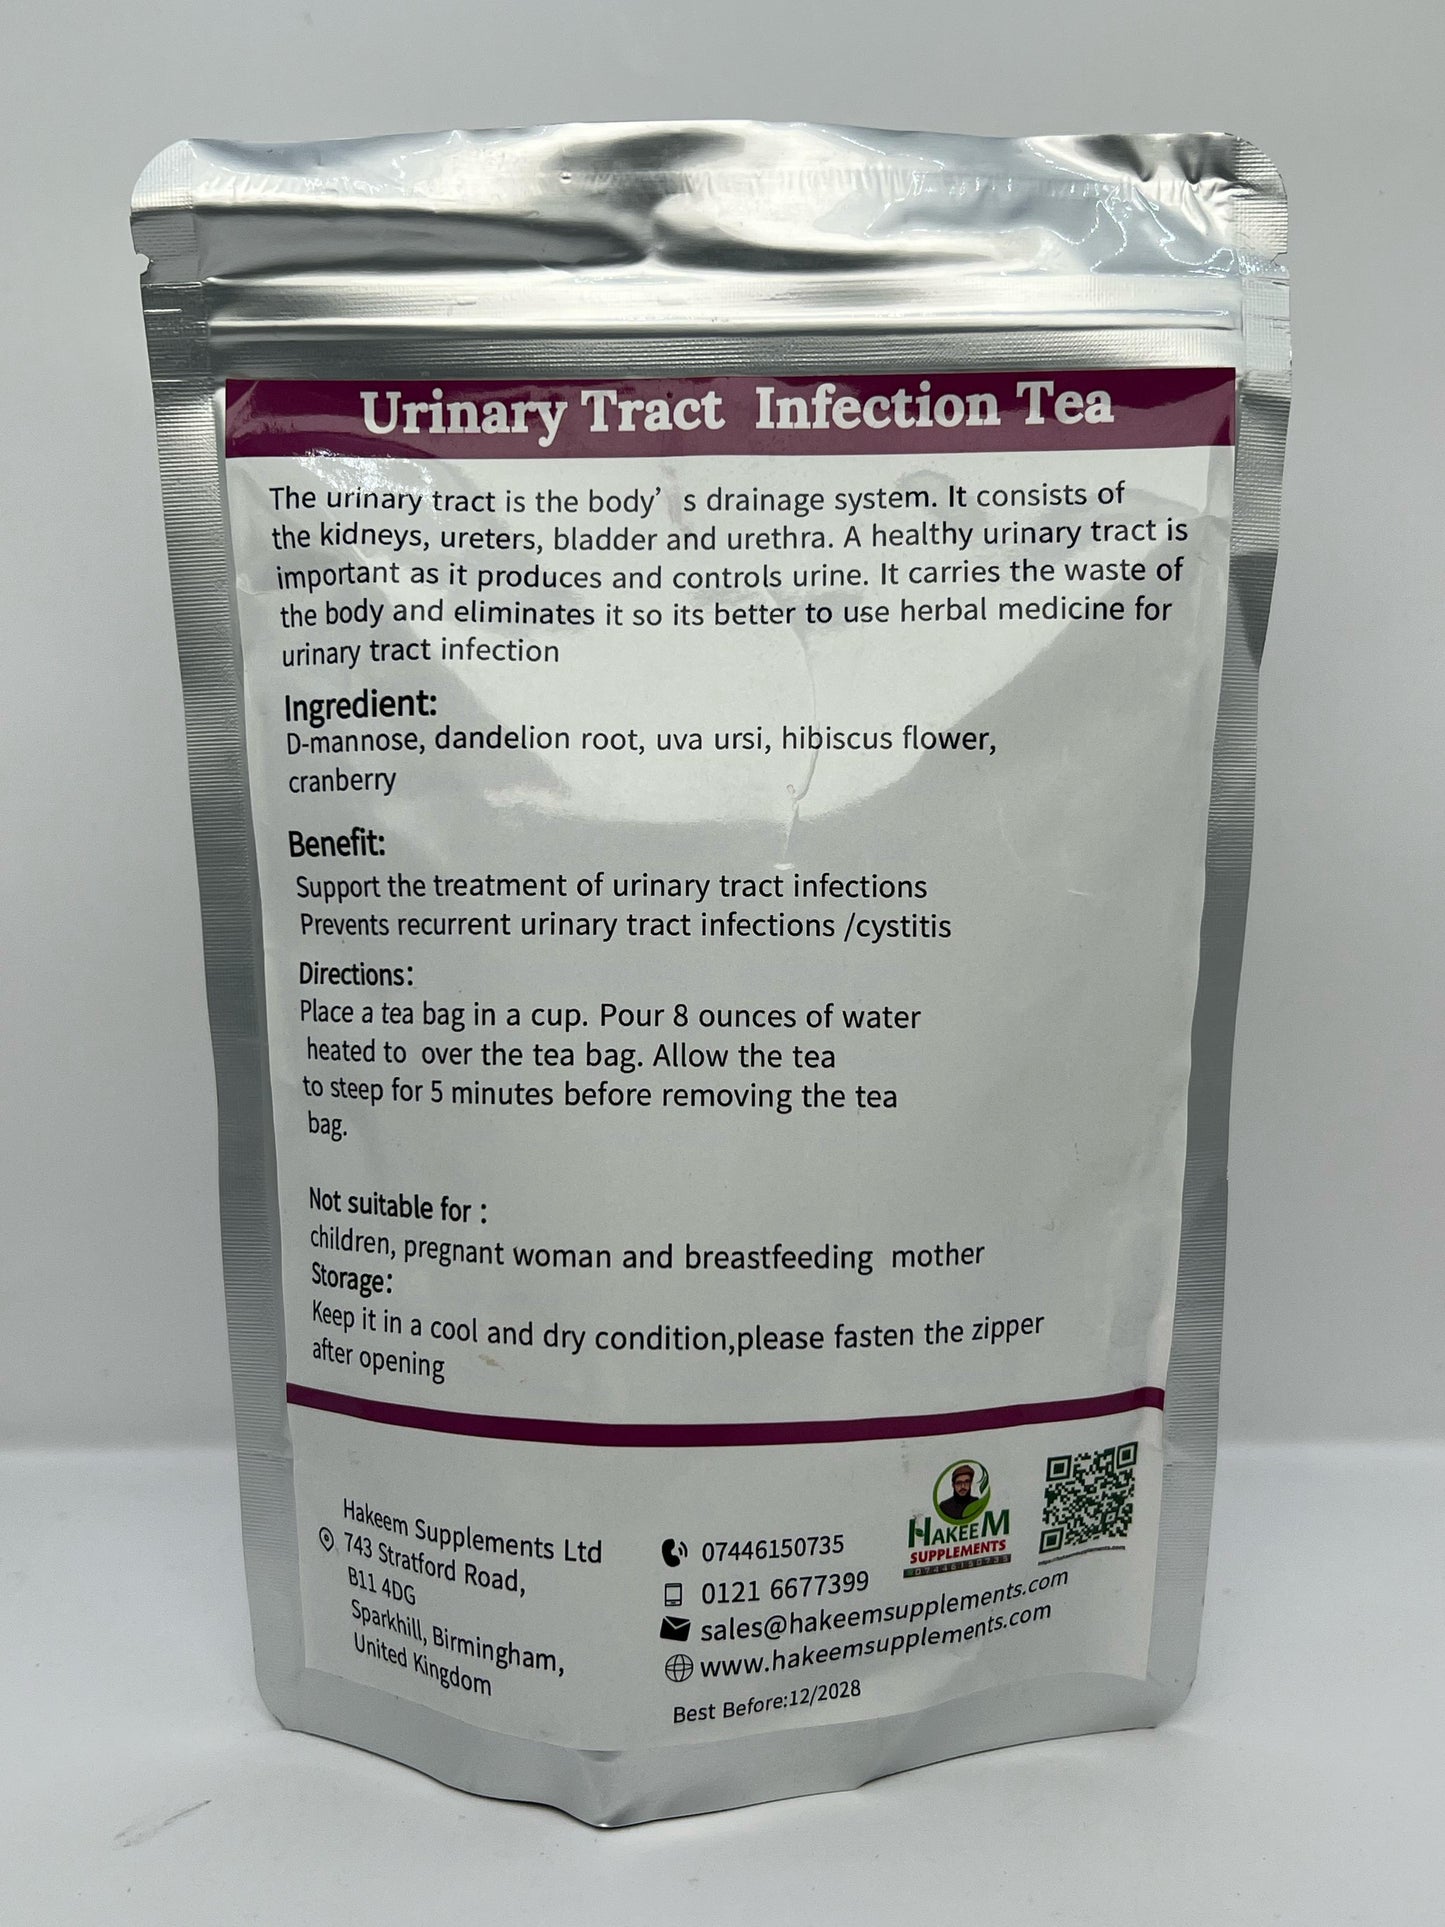 Urinary Tract Infection Tea
The urinary tract is the body’ s drainage system. It consists of
the kidneys, ureters, bladder and urethra. A healthy urinary tract is
important as it produces and controls urine. It carries the waste of
the body and eliminates it so its better to use herbal medicine for
urinary tract infection
Ingredient:
D-mannose, dandelion root, uva ursi, hibiscus flower,
cranberry
Benefit:
Support the treatment of urinary tract infections
Prevents recurrent urinary tract infections /cystitis
Directions:
Place a tea bag in a cup. Pour 8 ounces of water
heated to over the tea bag. Allow the tea
to steep for 5 minutes before removing the tea
bag.
Not suitable for :
children, pregnant woman and breastfeeding mother
Storage:
Keep it in a cool and dry condition,please fasten the zipper
after opening
Hakeem Supplements Ltd
743 Stratford Road,
B11 4DG
Sparkhill, Birmingham,
United Kingdom
07446150735
0121 6677399
sales@hakeemsupplements.com
www.hakeemsupplements.com
Best Before:12/2028
HAKEEM
SUPPLEMENTS
07446150735